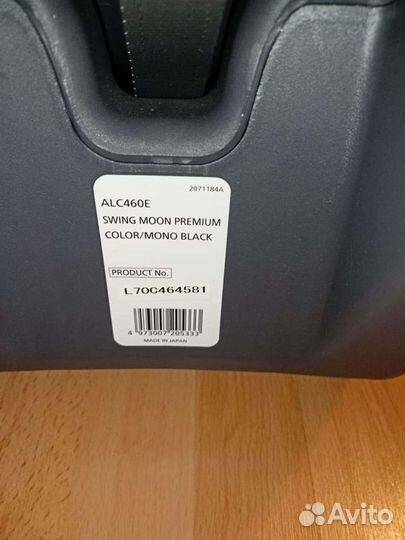 2071184A
ALC460E
SWING MOON PREMIUM
COLOR/MONO BLACK
PRODUCT No.
L70C464581
4 973007 205333
MADE IN JAPAN
Avito